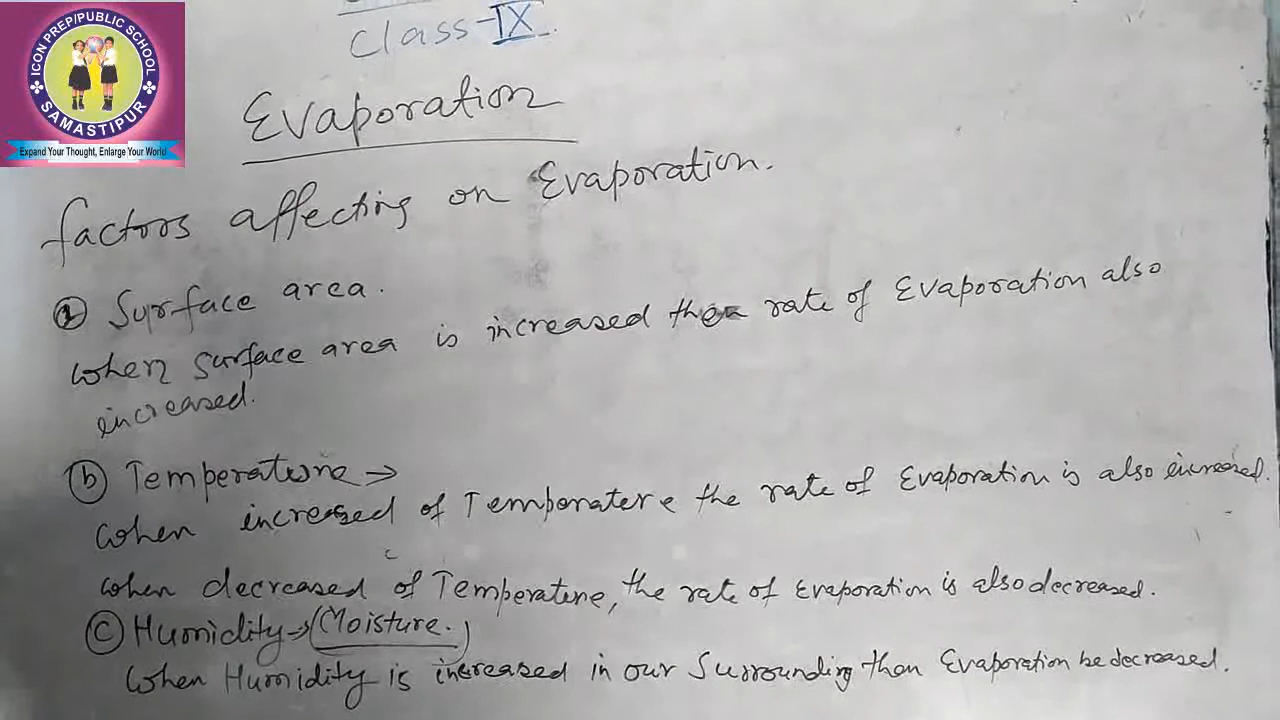 ICON PREP/PUBLIC SCHOOL
SAMASTIPUR
Expand Your Thought, Enlarge Your World
Class-IX
Evaporation
factors affecting on Evaporation.
Surface area.
When surface area is increased then rate of Evaporation also
increased.
(b) Temperature →
When increased of Temperatere the rate of Evaporation is also increased.
When decreased of Temperature, the rate of Evaporation is also decreased.
(C) Humidity → (Moisture.)
When Humidity is increased in our Surrounding then Evaporation be decreased.